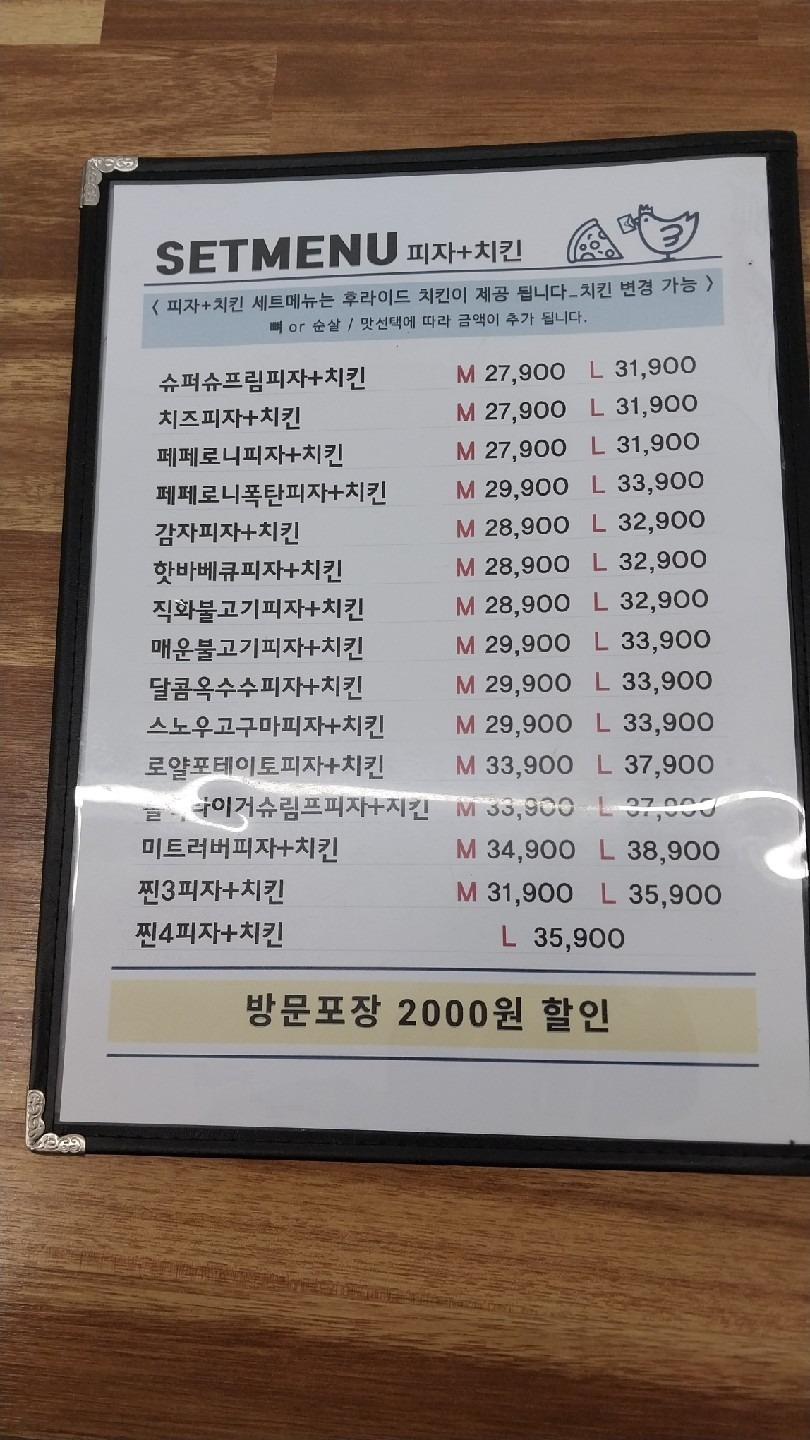 SETMENU 피자+치킨
< 피자+치킨 세트메뉴는 후라이드 치킨이 제공 됩니다_치킨 변경 가능 >
뼈 or 순살 / 맛선택에 따라 금액이 추가 됩니다.
슈퍼슈프림피자+치킨 M 27,900 L 31,900
치즈피자+치킨 M 27,900 L 31,900
페페로니피자+치킨 M 27,900 L 31,900
페페로니폭탄피자+치킨 M 29,900 L 33,900
감자피자+치킨 M 28,900 L 32,900
핫바베큐피자+치킨 M 28,900 L 32,900
직화불고기피자+치킨 M 28,900 L 32,900
매운불고기피자+치킨 M 29,900 L 33,900
달콤옥수수피자+치킨 M 29,900 L 33,900
스노우고구마피자+치킨 M 29,900 L 33,900
로얄포테이토피자+치킨 M 33,900 L 37,900
M 33,900 L 37,900
미트러버피자+치킨 M 34,900 L 38,900
찐3피자+치킨 M 31,900 L 35,900
찐4피자+치킨 L 35,900
방문포장 2000원 할인